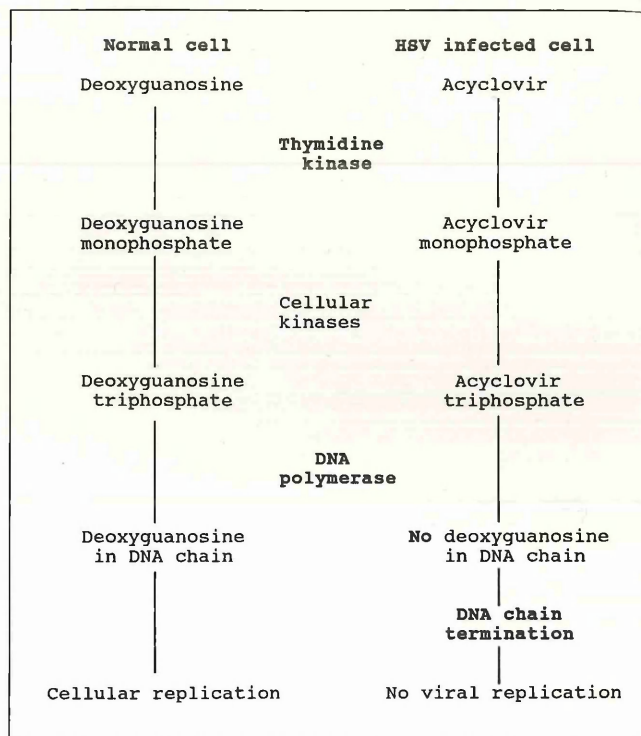 Normal cell HSV infected cell
Deoxyguanosine Acyclovir
Thymidine
kinase
Deoxyguanosine Acyclovir
monophosphate monophosphate
Cellular
kinases
Deoxyguanosine Acyclovir
triphosphate triphosphate
DNA
polymerase
Deoxyguanosine No deoxyguanosine
in DNA chain in DNA chain
DNA chain
termination
Cellular replication No viral replication